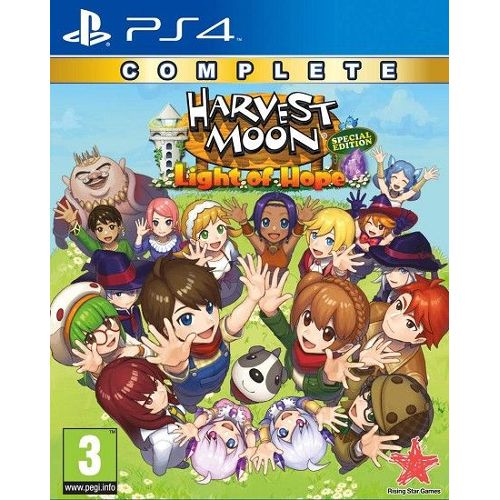 PS4
COMPLETE
HARVEST
MOON
SPECIAL
EDITION
Light of Hope
3
www.pegi.info
Rising Star Games